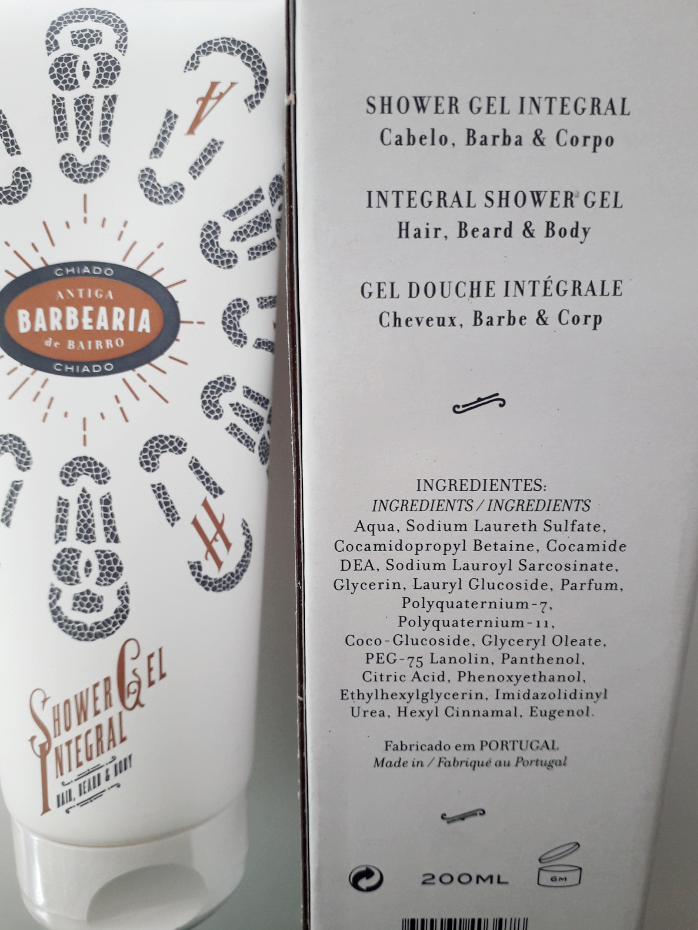 A
CHIADO
ANTIGA
BARBEARIA
de BAIRRO
CHIADO
H
SHOWER GEL
INTEGRAL
HAIR, BEARD & BODY
SHOWER GEL INTEGRAL
Cabelo, Barba & Corpo
INTEGRAL SHOWER GEL
Hair, Beard & Body
GEL DOUCHE INTÉGRALE
Cheveux, Barbe & Corp
INGREDIENTES:
INGREDIENTS / INGREDIENTS
Aqua, Sodium Laureth Sulfate,
Cocamidopropyl Betaine, Cocamide
DEA, Sodium Lauroyl Sarcosinate,
Glycerin, Lauryl Glucoside, Parfum,
Polyquaternium-7,
Polyquaternium-11,
Coco-Glucoside, Glyceryl Oleate,
PEG-75 Lanolin, Panthenol,
Citric Acid, Phenoxyethanol,
Ethylhexylglycerin, Imidazolidinyl
Urea, Hexyl Cinnamal, Eugenol.
Fabricado em PORTUGAL
Made in / Fabriqué au Portugal
200ML
6M